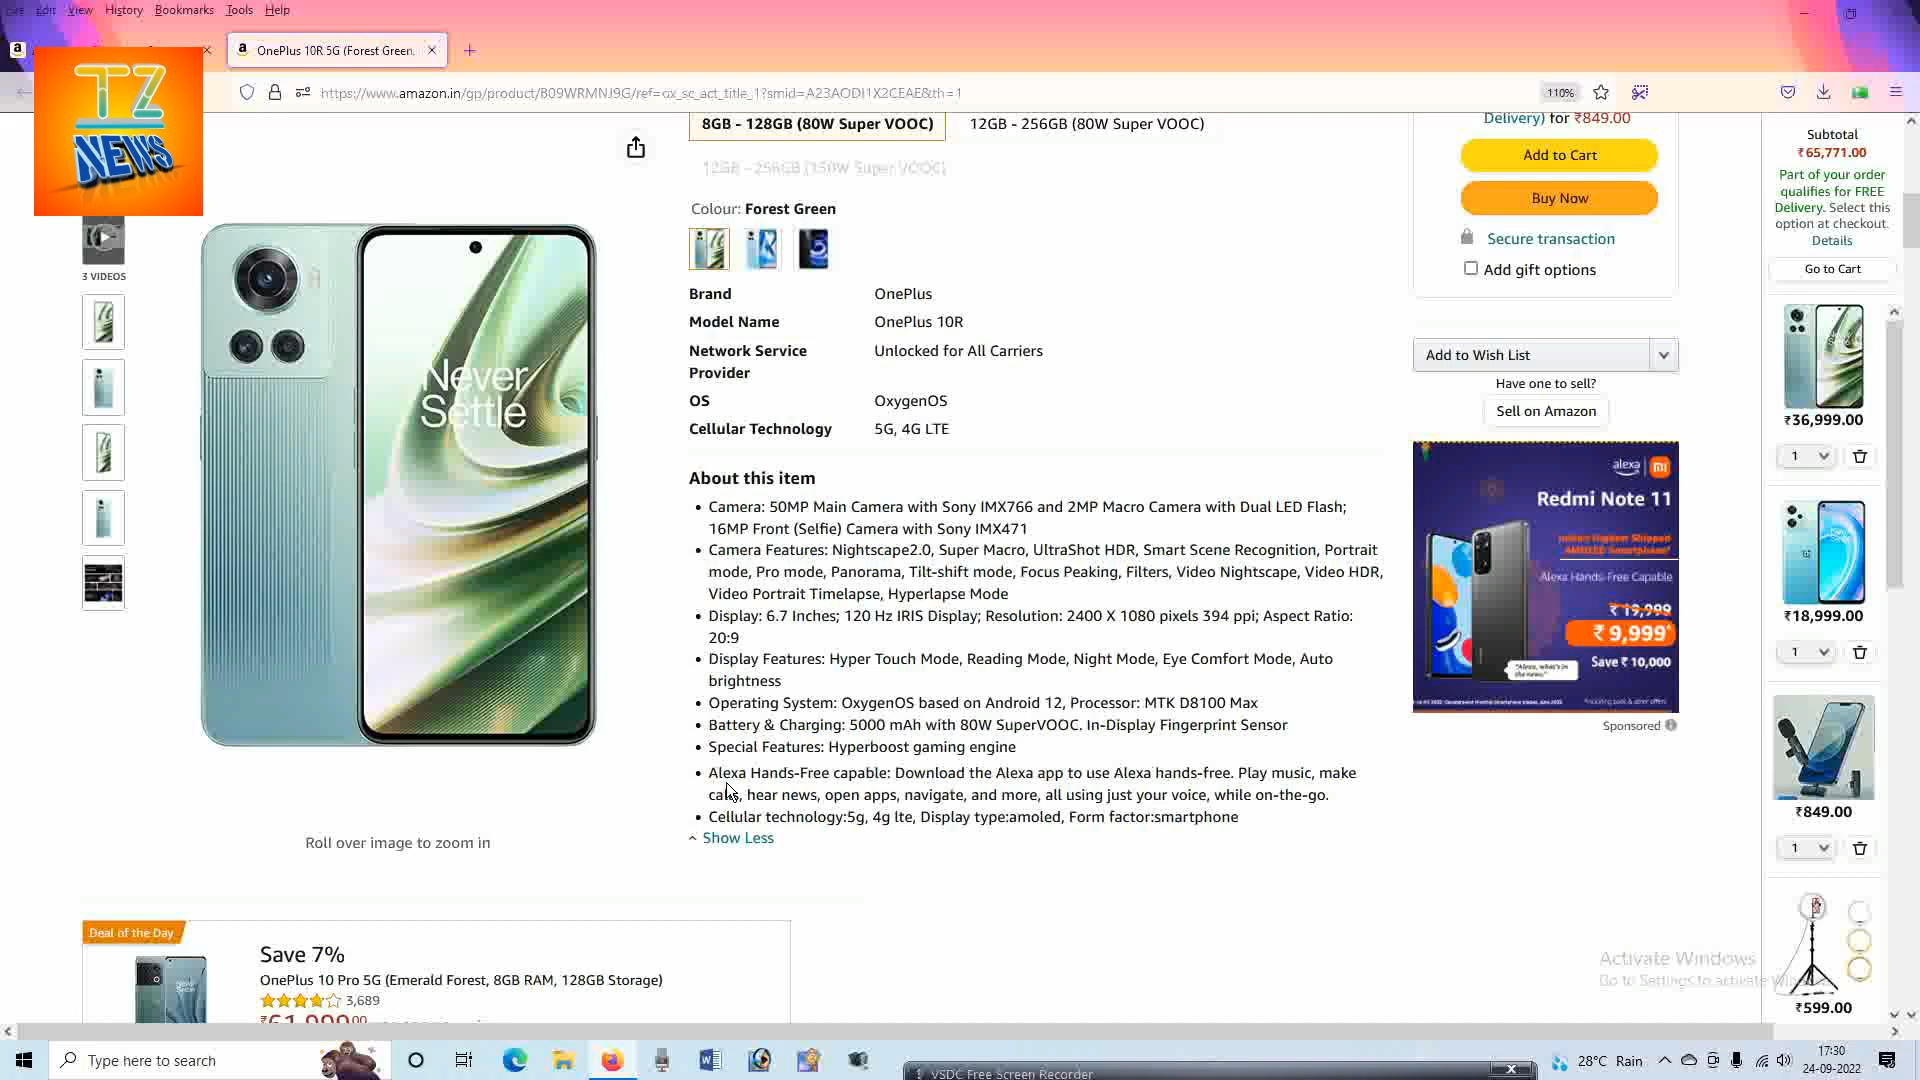 View History Bookmarks Tools Help
OnePlus 10R 5G (Forest Green,
https://www.amazon.in/gp/product/B09WRMNJ9G/ref=ox_sc_act_title_1?smid=A23AODI1X2CEAE&th=1
110%
TZ
NEWS
3 VIDEOS
Never
Settle
Roll over image to zoom in
8GB - 128GB (80W Super VOOC)
12GB - 256GB (80W Super VOOC)
12GB - 256GB (150W Super VOOC)
Colour: Forest Green
Brand OnePlus
Model Name OnePlus 10R
Network Service Provider Unlocked for All Carriers
OS OxygenOS
Cellular Technology 5G, 4G LTE
About this item
• Camera: 50MP Main Camera with Sony IMX766 and 2MP Macro Camera with Dual LED Flash;
16MP Front (Selfie) Camera with Sony IMX471
• Camera Features: Nightscape2.0, Super Macro, UltraShot HDR, Smart Scene Recognition, Portrait
mode, Pro mode, Panorama, Tilt-shift mode, Focus Peaking, Filters, Video Nightscape, Video HDR,
Video Portrait Timelapse, Hyperlapse Mode
• Display: 6.7 Inches; 120 Hz IRIS Display; Resolution: 2400 X 1080 pixels 394 ppi; Aspect Ratio:
20:9
• Display Features: Hyper Touch Mode, Reading Mode, Night Mode, Eye Comfort Mode, Auto
brightness
• Operating System: OxygenOS based on Android 12, Processor: MTK D8100 Max
• Battery & Charging: 5000 mAh with 80W SuperVOOC. In-Display Fingerprint Sensor
• Special Features: Hyperboost gaming engine
• Alexa Hands-Free capable: Download the Alexa app to use Alexa hands-free. Play music, make
calls, hear news, open apps, navigate, and more, all using just your voice, while on-the-go.
• Cellular technology:5g, 4g lte, Display type:amoled, Form factor:smartphone
Show Less
Delivery) for ₹849.00
Add to Cart
Buy Now
Secure transaction
Add gift options
Add to Wish List
Have one to sell?
Sell on Amazon
alexa mi
Redmi Note 11
Alexa Hands-Free Capable
₹ 19,999
₹ 9,999*
Save ₹ 10,000
Sponsored
Subtotal
₹65,771.00
Part of your order
qualifies for FREE
Delivery. Select this
option at checkout.
Details
Go to Cart
₹36,999.00
1
₹18,999.00
1
₹849.00
1
₹599.00
Deal of the Day
Save 7%
OnePlus 10 Pro 5G (Emerald Forest, 8GB RAM, 128GB Storage)
3,689
₹61,999.00
Activate Windows
Go to Settings to activate
Type here to search
VSDC Free Screen Recorder
28°C Rain
17:30
24-09-2022